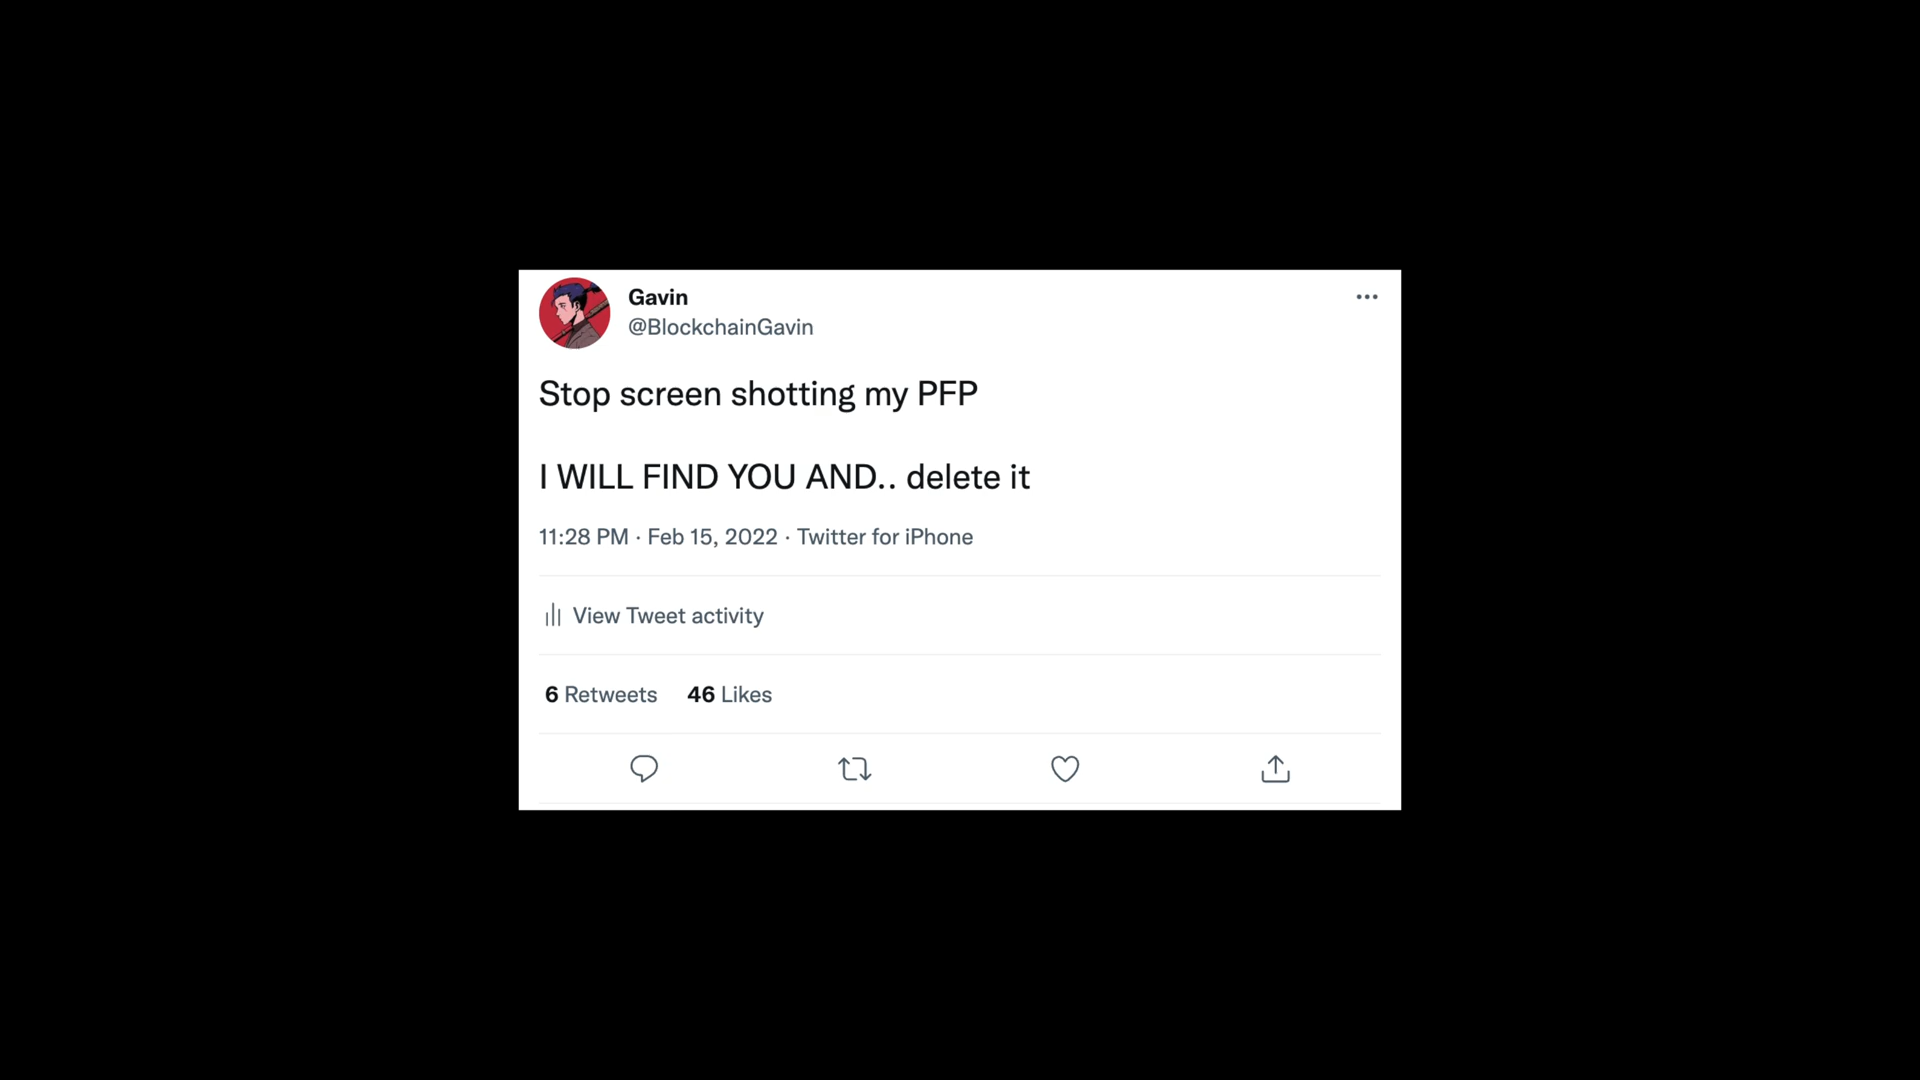 Gavin
@BlockchainGavin
Stop screen shotting my PFP
I WILL FIND YOU AND.. delete it
11:28 PM · Feb 15, 2022 · Twitter for iPhone
View Tweet activity
6 Retweets 46 Likes